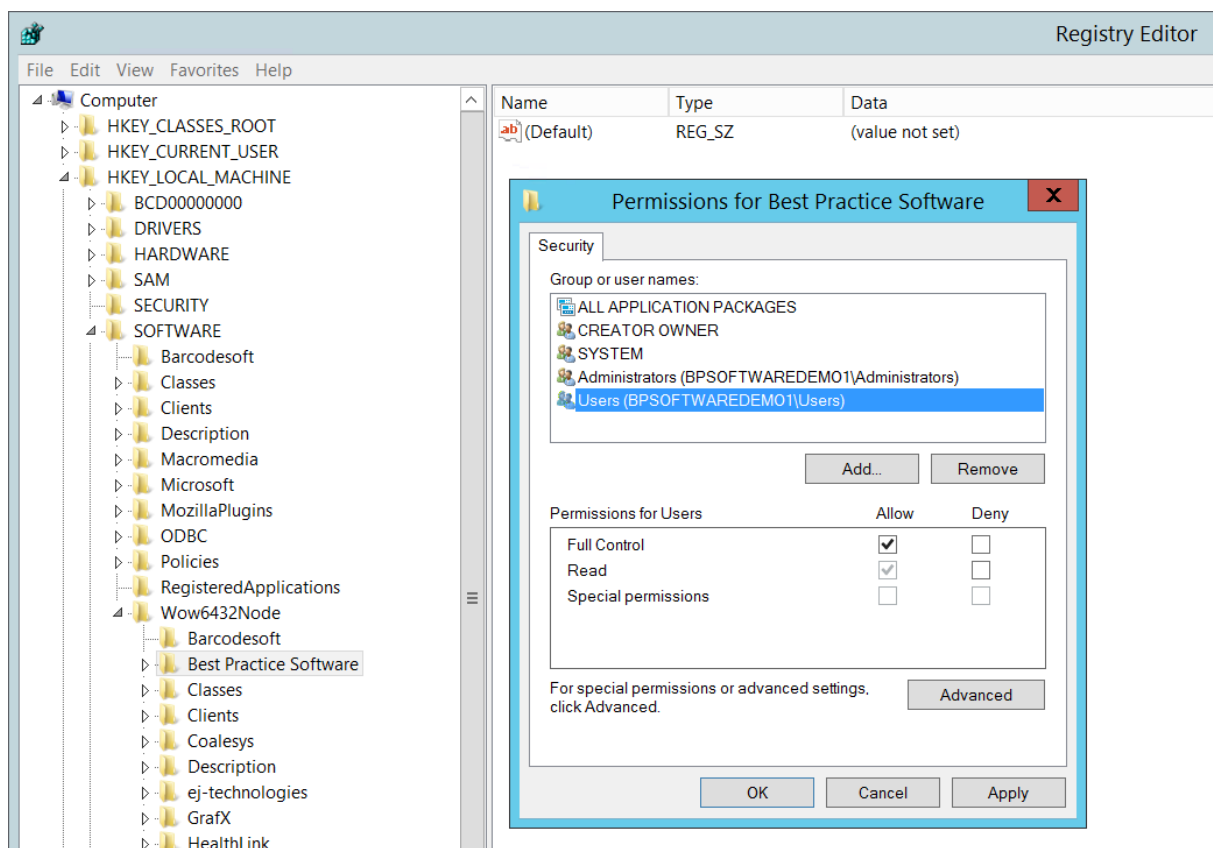 Registry Editor
File Edit View Favorites Help
Computer
HKEY_CLASSES_ROOT
HKEY_CURRENT_USER
HKEY_LOCAL_MACHINE
BCD00000000
DRIVERS
HARDWARE
SAM
SECURITY
SOFTWARE
Barcodesoft
Classes
Clients
Description
Macromedia
Microsoft
MozillaPlugins
ODBC
Policies
RegisteredApplications
Wow6432Node
Barcodesoft
Best Practice Software
Classes
Clients
Coalesys
Description
ej-technologies
GrafX
HealthLink
Name Type Data
ab (Default) REG_SZ (value not set)
Permissions for Best Practice Software
X
Security
Group or user names:
ALL APPLICATION PACKAGES
CREATOR OWNER
SYSTEM
Administrators (BPSOFTWAREDEMO1\Administrators)
Users (BPSOFTWAREDEMO1\Users)
Add... Remove
Permissions for Users Allow Deny
Full Control
Read
Special permissions
For special permissions or advanced settings,
click Advanced.
Advanced
OK Cancel Apply